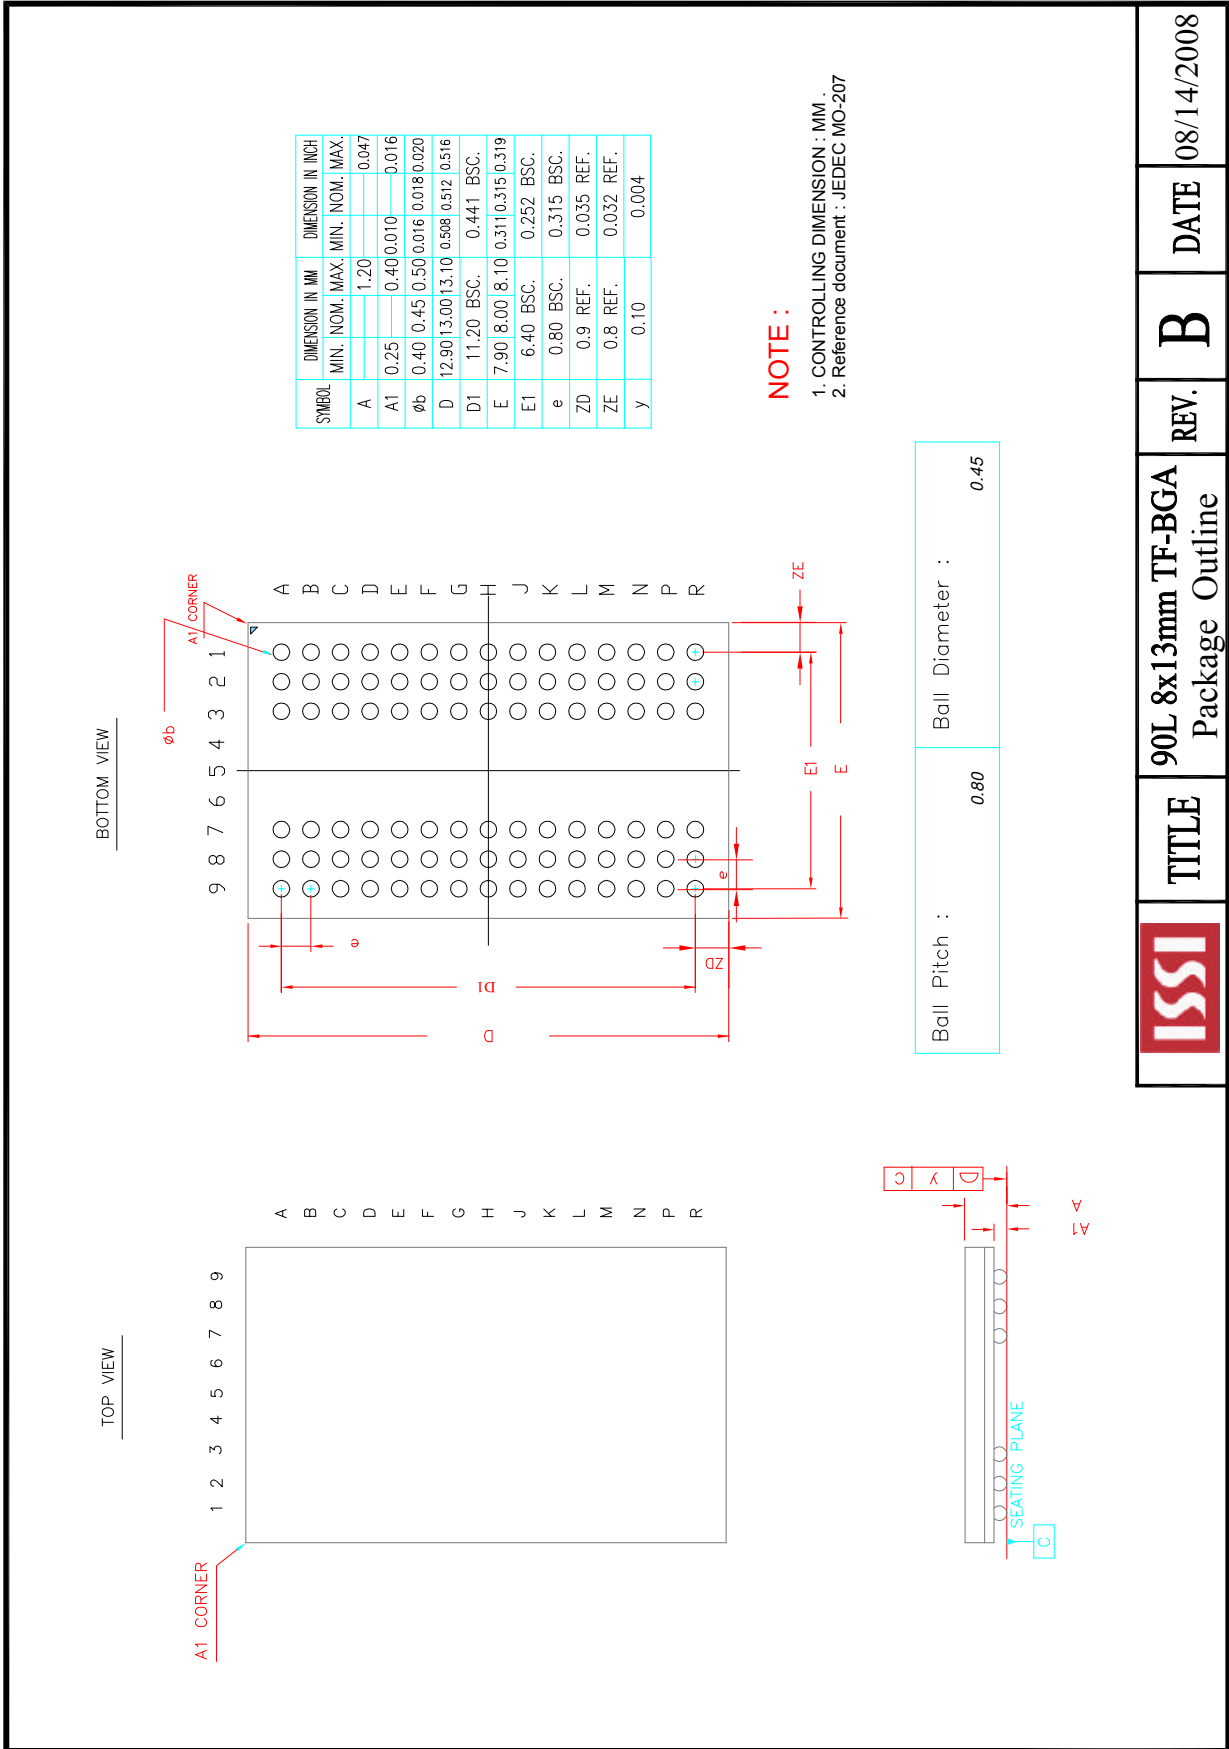 TOP VIEW
A1 CORNER
1 2 3 4 5 6 7 8 9
A
B
C
D
E
F
G
H
J
K
L
M
N
P
R
BOTTOM VIEW
øb
A1 CORNER
9 8 7 6 5 4 3 2 1
A
B
C
D
E
F
G
H
J
K
L
M
N
P
R
e
D1
D
ZD
e
E1
E
ZE
SYMBOL DIMENSION IN MM DIMENSION IN INCH
MIN. NOM. MAX. MIN. NOM. MAX.
A 1.20 0.047
A1 0.25 0.40 0.010 0.016
øb 0.40 0.45 0.50 0.016 0.018 0.020
D 12.90 13.00 13.10 0.508 0.512 0.516
D1 11.20 BSC. 0.441 BSC.
E 7.90 8.00 8.10 0.311 0.315 0.319
E1 6.40 BSC. 0.252 BSC.
e 0.80 BSC. 0.315 BSC.
ZD 0.9 REF. 0.035 REF.
ZE 0.8 REF. 0.032 REF.
y 0.10 0.004
NOTE :
1. CONTROLLING DIMENSION : MM .
2. Reference document : JEDEC MO-207
SEATING PLANE
C
y C
A
A1
Ball Pitch : 0.80
Ball Diameter : 0.45
ISSI
TITLE
90L 8x13mm TF-BGA
Package Outline
REV.
B
DATE
08/14/2008